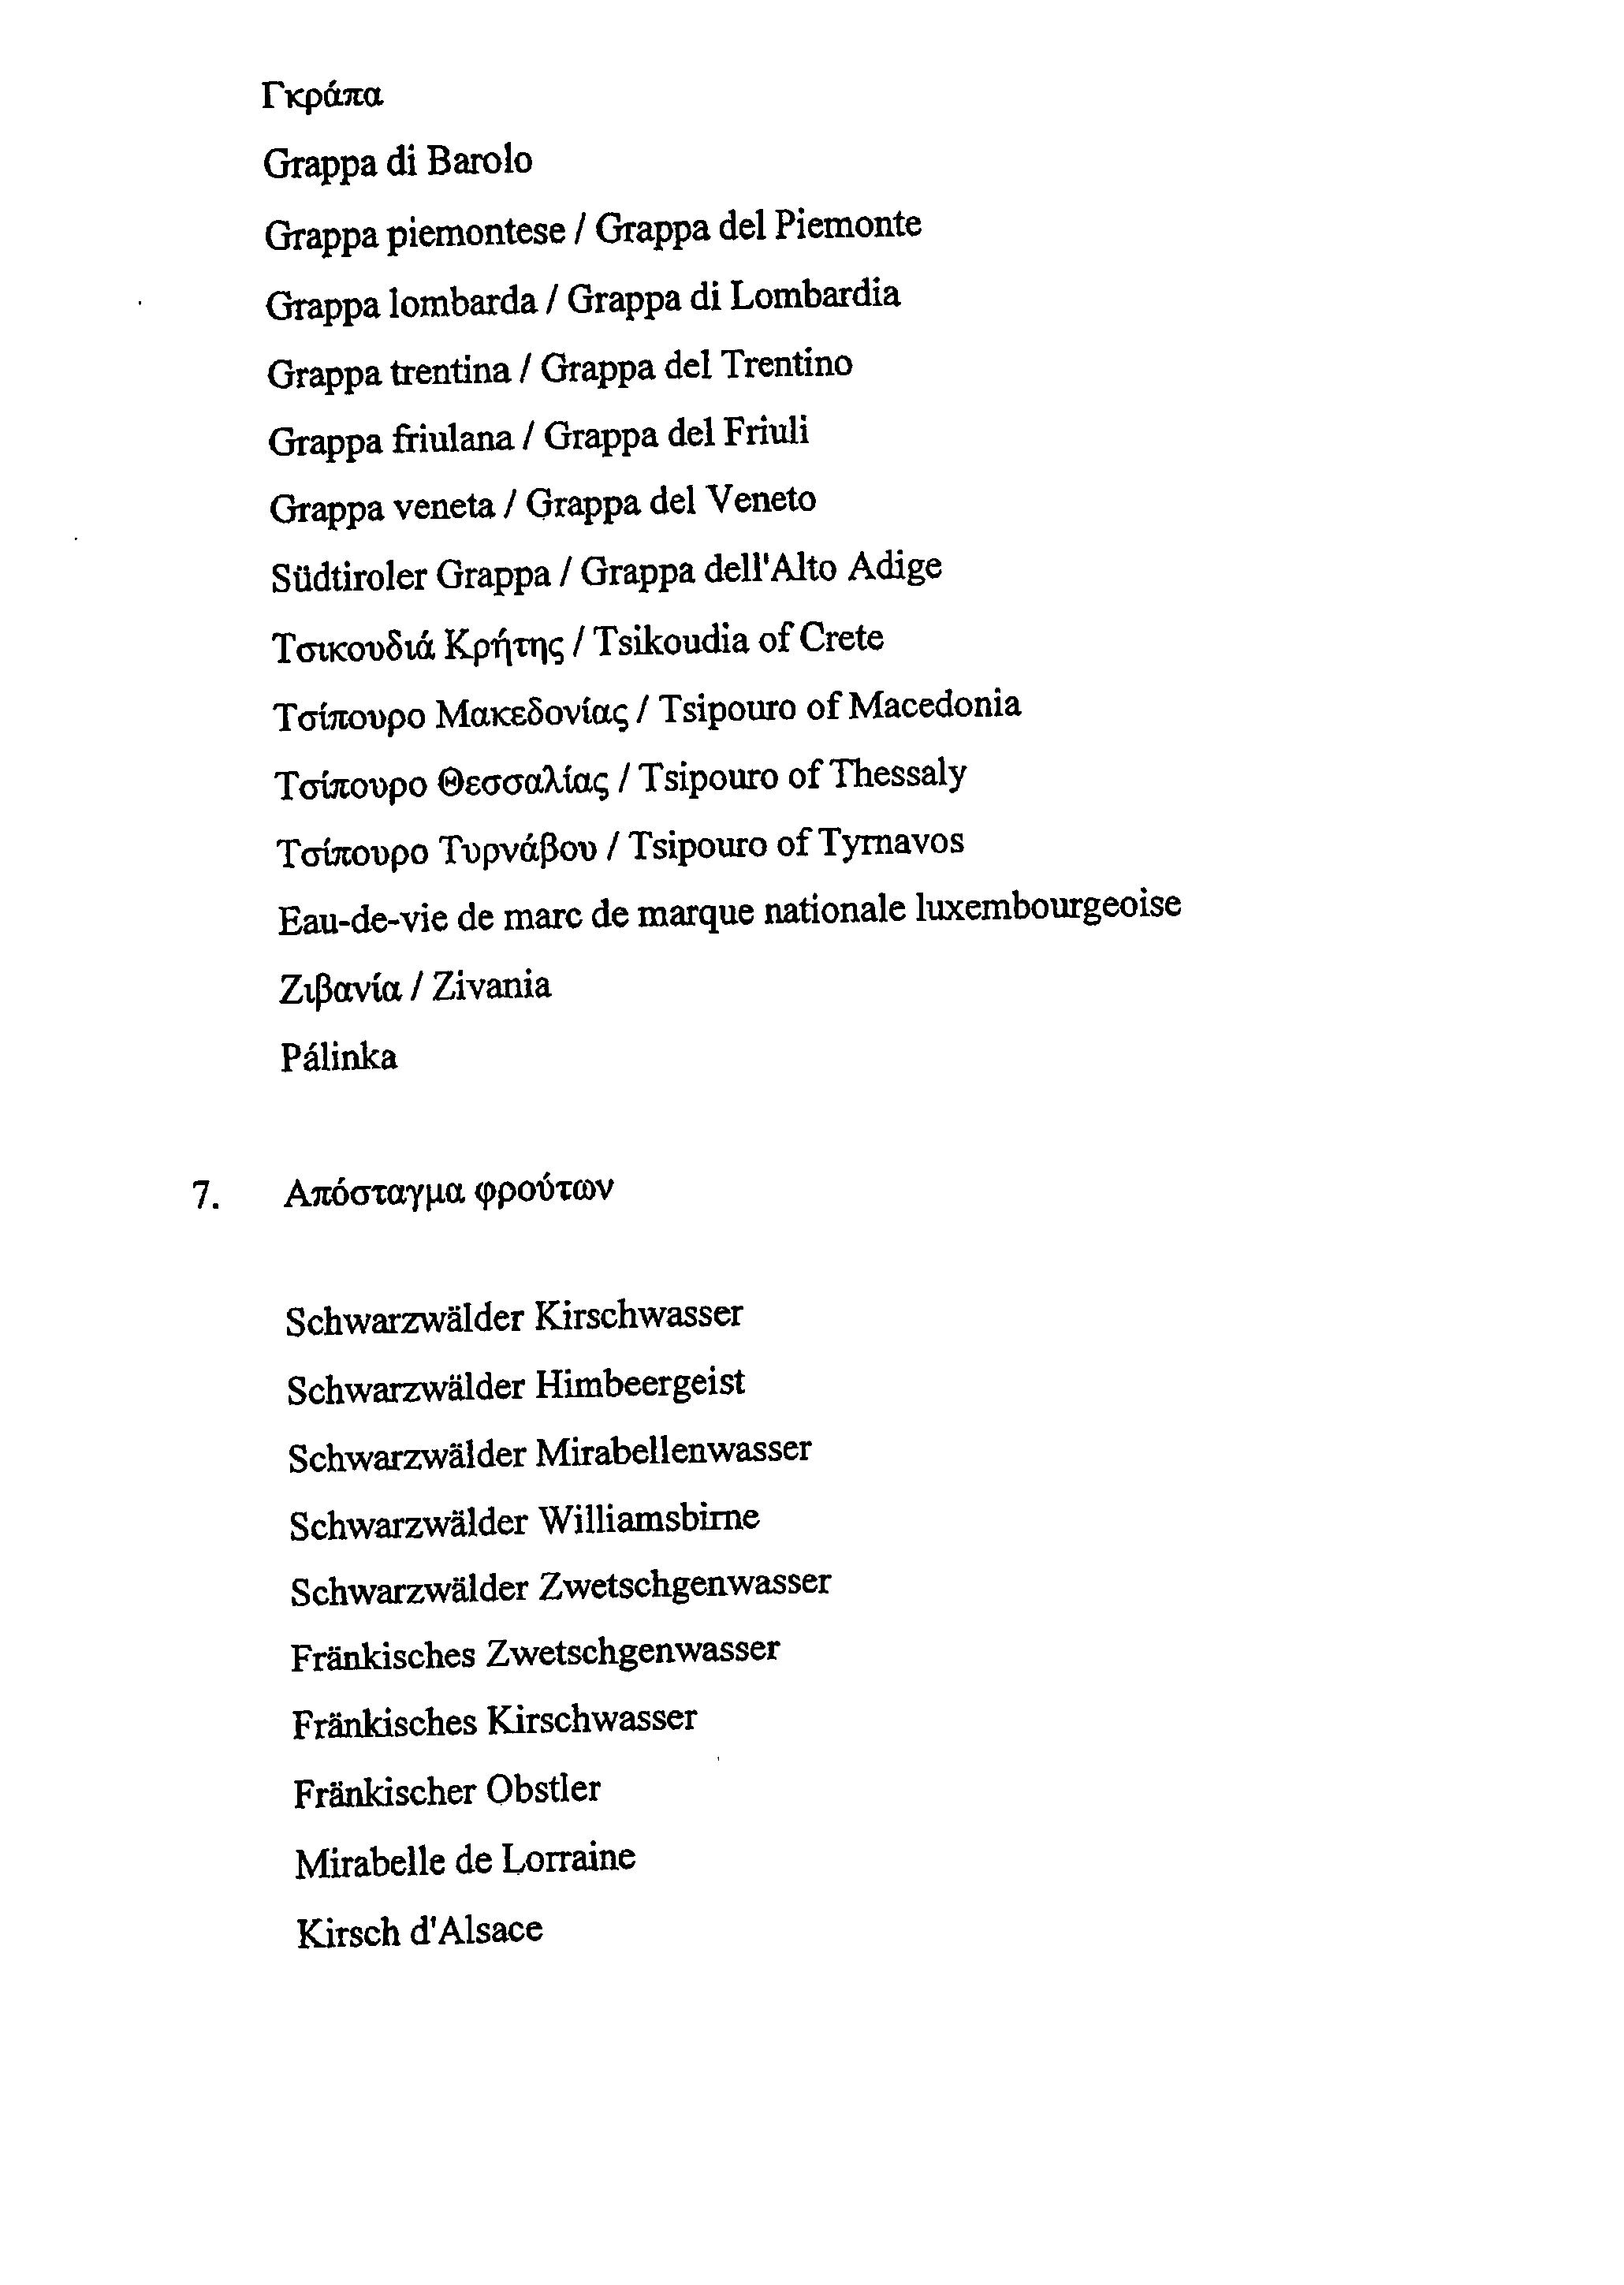 Γκράπα
Grappa di Barolo
Grappa piemontese / Grappa del Piemonte
Grappa lombarda / Grappa di Lombardia
Grappa trentina / Grappa del Trentino
Grappa friulana / Grappa del Friuli
Grappa veneta / Grappa del Veneto
Südtiroler Grappa / Grappa dell'Alto Adige
Τσικουδιά Κρήτης / Tsikoudia of Crete
Τσίπουρο Μακεδονίας / Tsipouro of Macedonia
Τσίπουρο Θεσσαλίας / Tsipouro of Thessaly
Τσίπουρο Τυρνάβου / Tsipouro of Tyrnavos
Eau-de-vie de marc de marque nationale luxembourgeoise
Ζιβανία / Zivania
Pálinka
7. Απόσταγμα φρούτων
Schwarzwälder Kirschwasser
Schwarzwälder Himbeergeist
Schwarzwälder Mirabellenwasser
Schwarzwälder Williamsbirne
Schwarzwälder Zwetschgenwasser
Fränkisches Zwetschgenwasser
Fränkisches Kirschwasser
Fränkischer Obstler
Mirabelle de Lorraine
Kirsch d'Alsace